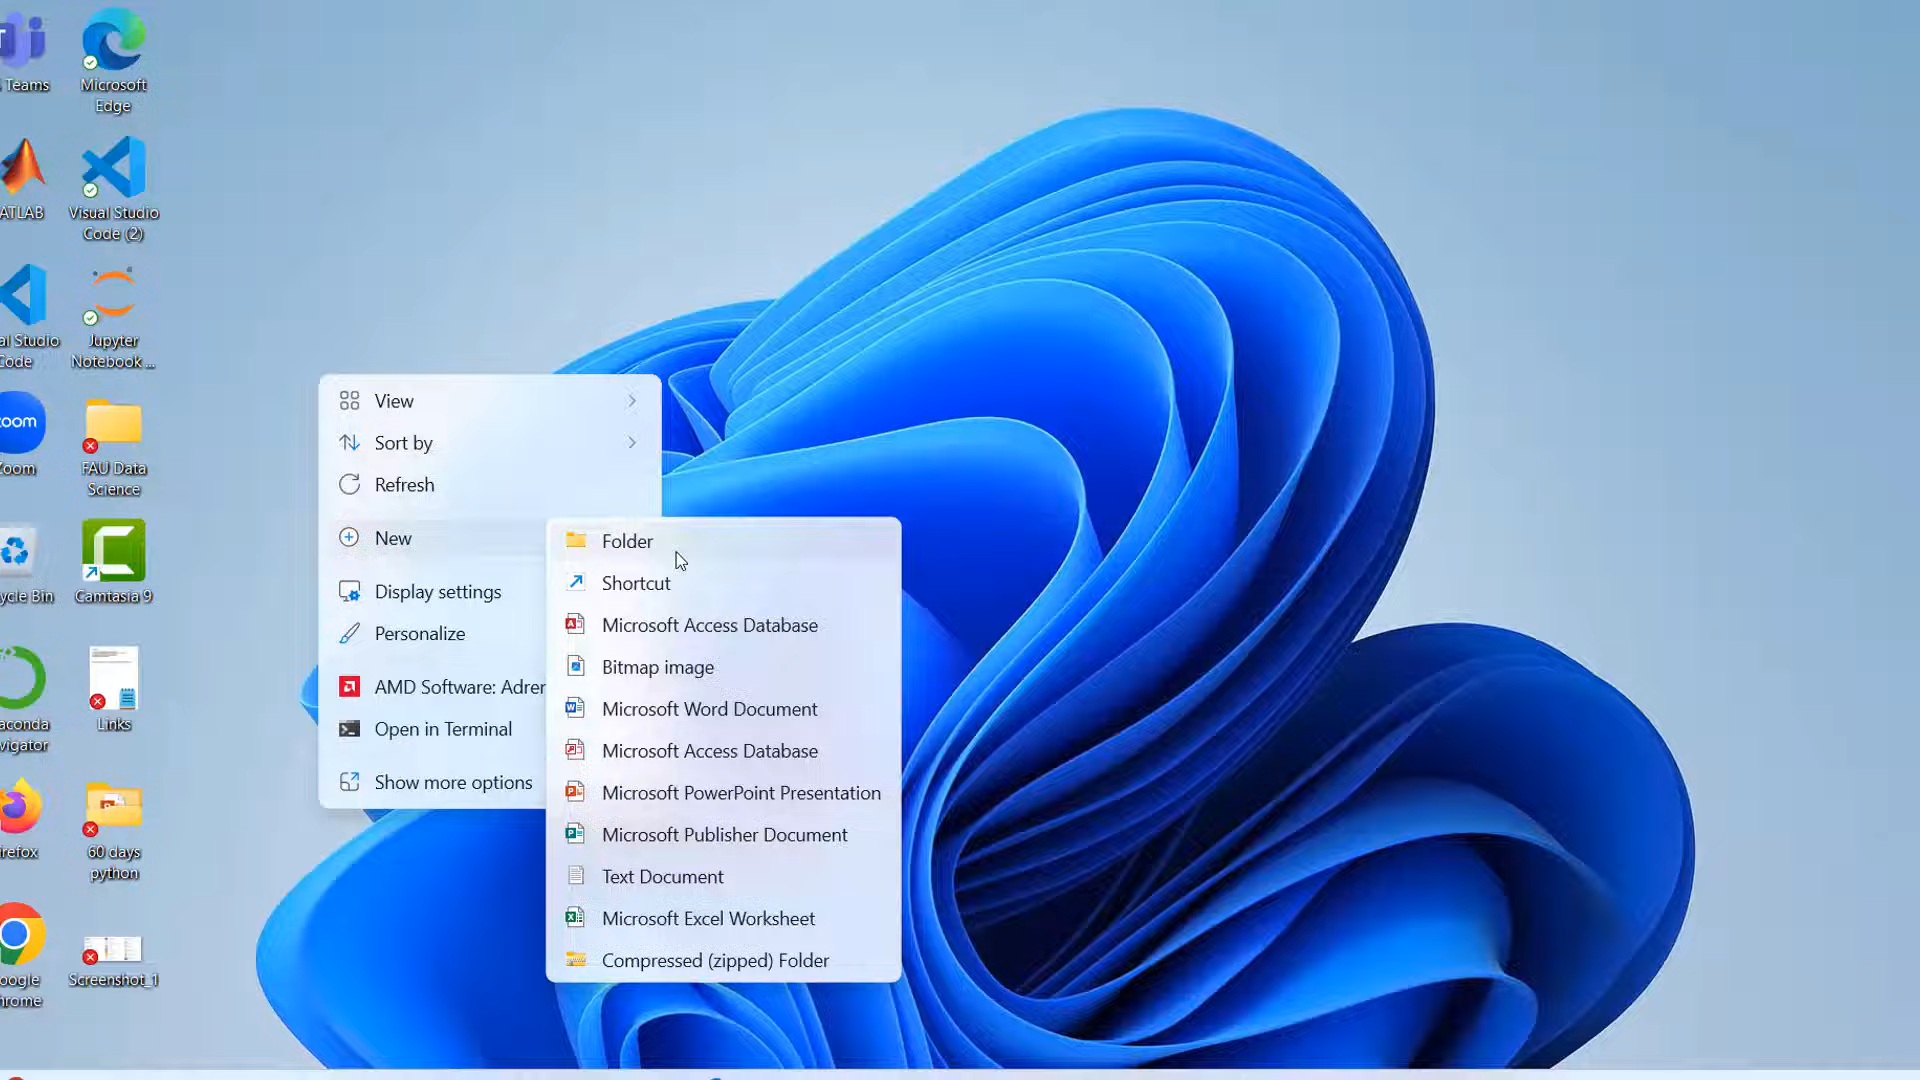 Teams
Microsoft
Edge
ATLAB
Visual Studio
Code (2)
al Studio
Code
Jupyter
Notebook ...
zoom
Zoom
FAU Data
Science
ycle Bin
Camtasia 9
aconda
vigator
Links
irefox
60 days
python
oogle
hrome
Screenshot_1
View
Sort by
Refresh
New
Display settings
Personalize
AMD Software: Adren
Open in Terminal
Show more options
Folder
Shortcut
Microsoft Access Database
Bitmap image
Microsoft Word Document
Microsoft Access Database
Microsoft PowerPoint Presentation
Microsoft Publisher Document
Text Document
Microsoft Excel Worksheet
Compressed (zipped) Folder